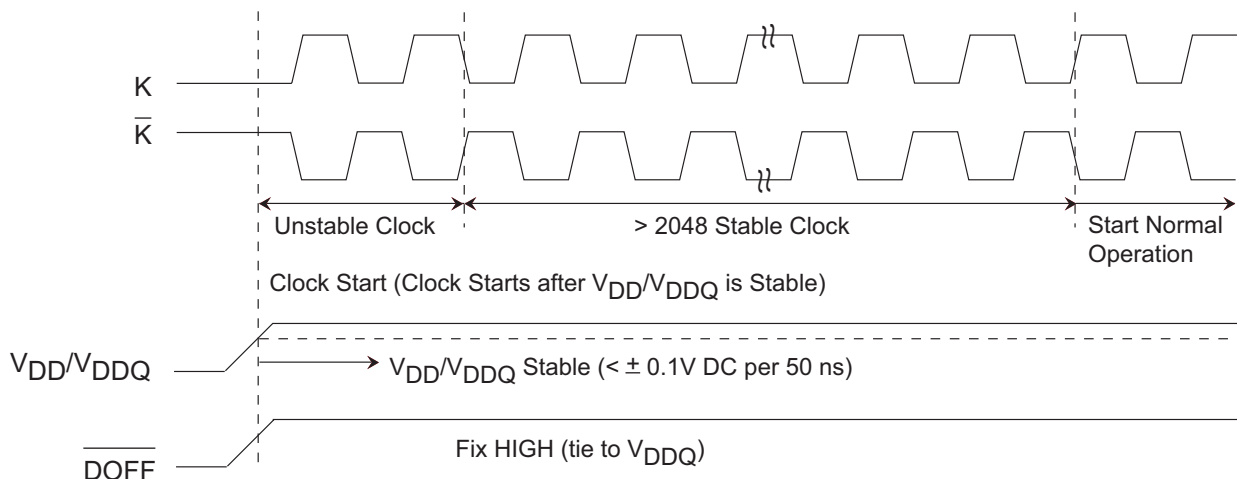 K
K̅
Unstable Clock
> 2048 Stable Clock
Start Normal
Operation
Clock Start (Clock Starts after VDD/VDDQ is Stable)
VDD/VDDQ
VDD/VDDQ Stable (< ± 0.1V DC per 50 ns)
Fix HIGH (tie to VDDQ)
D̅O̅F̅F̅